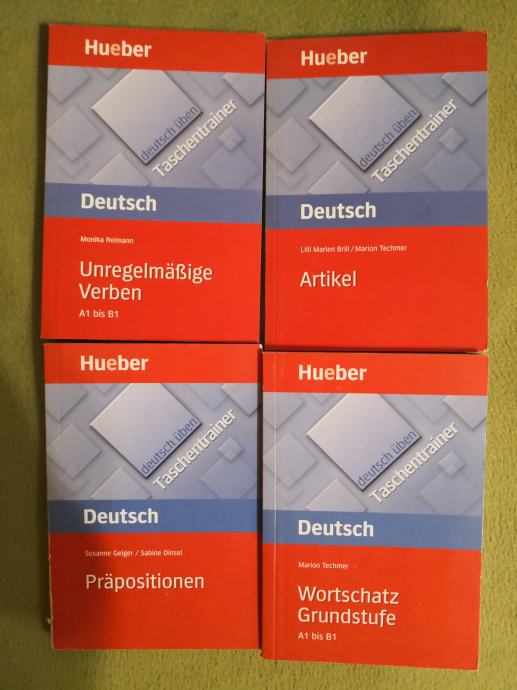 Hueber
deutsch üben
Taschentrainer
Deutsch
Monika Reimann
Unregelmäßige
Verben
A1 bis B1
Hueber
deutsch üben
Taschentrainer
Deutsch
Lilli Marlen Brill / Marion Techmer
Artikel
Hueber
deutsch üben
Taschentrainer
Deutsch
Susanne Geiger / Sabine Dinsel
Präpositionen
Hueber
deutsch üben
Taschentrainer
Deutsch
Marion Techmer
Wortschatz
Grundstufe
A1 bis B1